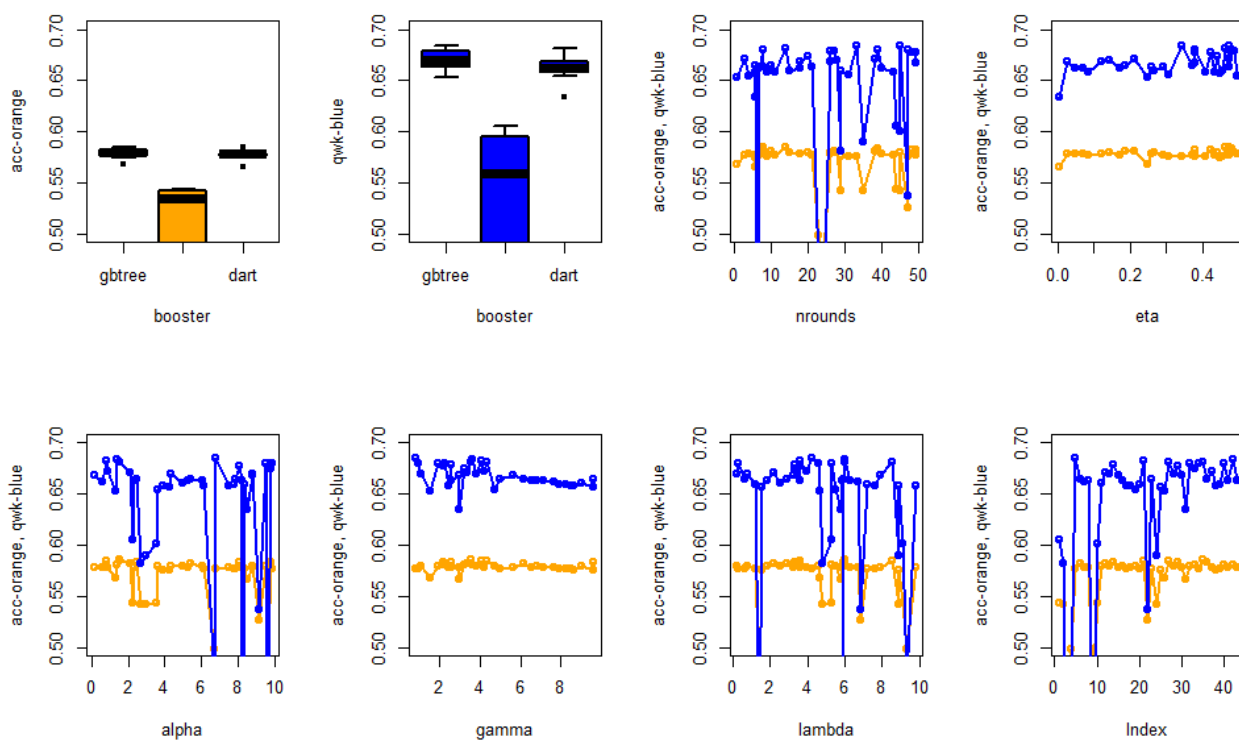 acc-orange
0.50 0.55 0.60 0.65 0.70
gbtree dart
booster
qwk-blue
0.50 0.55 0.60 0.65 0.70
gbtree dart
booster
acc-orange, qwk-blue
0.50 0.55 0.60 0.65 0.70
0 10 20 30 40 50
nrounds
acc-orange, qwk-blue
0.50 0.55 0.60 0.65 0.70
0.0 0.2 0.4
eta
acc-orange, qwk-blue
0.50 0.55 0.60 0.65 0.70
0 2 4 6 8 10
alpha
acc-orange, qwk-blue
0.50 0.55 0.60 0.65 0.70
2 4 6 8
gamma
acc-orange, qwk-blue
0.50 0.55 0.60 0.65 0.70
0 2 4 6 8 10
lambda
acc-orange, qwk-blue
0.50 0.55 0.60 0.65 0.70
0 10 20 30 40
Index